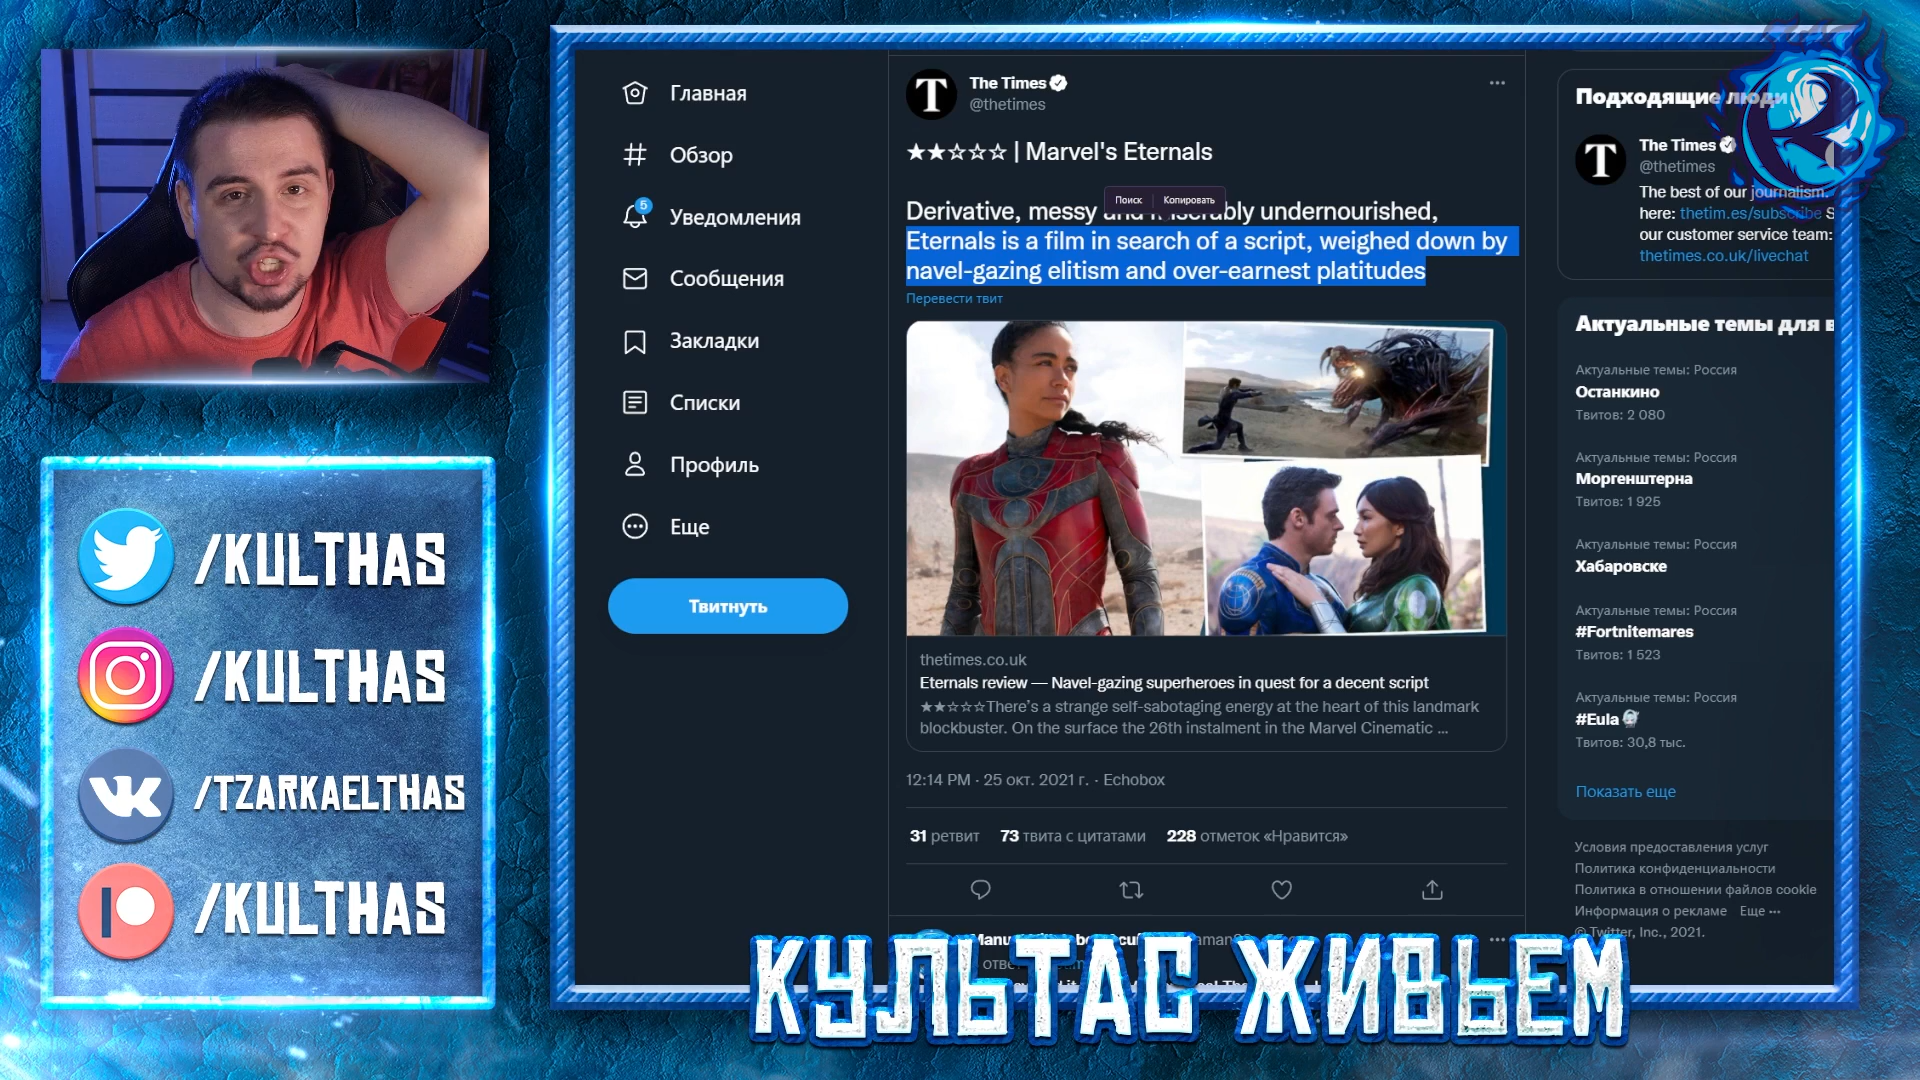 /KULTHAS
/KULTHAS
/TZARKAELTHAS
/KULTHAS
Главная
Обзор
5
Уведомления
Сообщения
Закладки
Списки
Профиль
Еще
Твитнуть
T
The Times
@thetimes
★★☆☆☆ | Marvel's Eternals
Поиск Копировать
Derivative, messy and miserably undernourished,
Eternals is a film in search of a script, weighed down by
navel-gazing elitism and over-earnest platitudes
Перевести твит
thetimes.co.uk
Eternals review — Navel-gazing superheroes in quest for a decent script
★★☆☆☆There's a strange self-sabotaging energy at the heart of this landmark
blockbuster. On the surface the 26th instalment in the Marvel Cinematic ...
12:14 PM · 25 окт. 2021 г. · Echobox
31 ретвит 73 твита с цитатами 228 отметок «Нравится»
Подходящие люди
T
The Times
@thetimes
The best of our journalism.
here: thetim.es/subscribe S
our customer service team:
thetimes.co.uk/livechat
Актуальные темы для в
Актуальные темы: Россия
Останкино
Твитов: 2 080
Актуальные темы: Россия
Моргенштерна
Твитов: 1 925
Актуальные темы: Россия
Хабаровске
Актуальные темы: Россия
#Fortnitemares
Твитов: 1 523
Актуальные темы: Россия
#Eula
Твитов: 30,8 тыс.
Показать еще
Условия предоставления услуг
Политика конфиденциальности
Политика в отношении файлов cookie
Информация о рекламе Еще ···
© Twitter, Inc., 2021.
КУЛЬТАС ЖИВЬЕМ